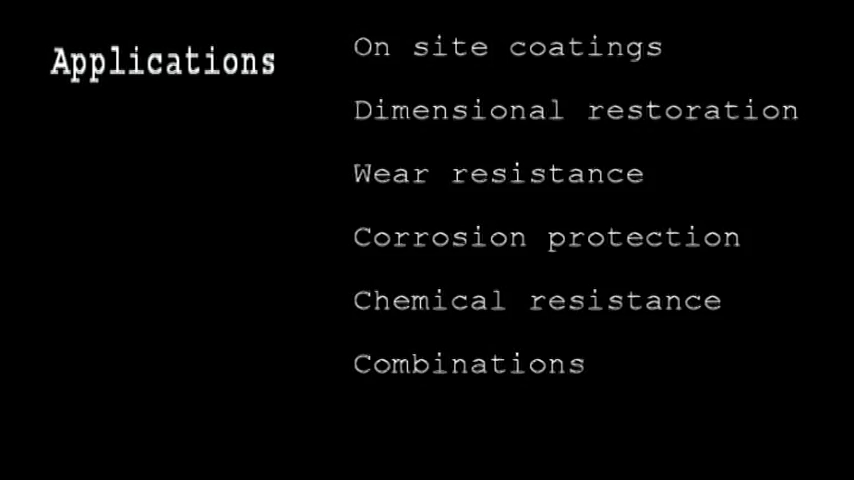 Applications
On site coatings
Dimensional restoration
Wear resistance
Corrosion protection
Chemical resistance
Combinations